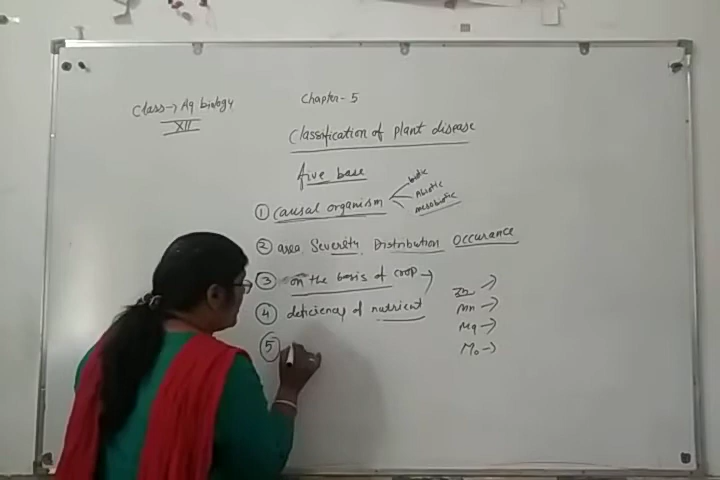 Class→ Ag biology
XII
Chapter - 5
Classification of plant disease
five base
① Causal organism
biotic
Abiotic
mesobiotic
② area, Severity Distribution Occurance
③ on the basis of crop →
④ deficiency of nutrient
Zn →
Mn →
Mg →
Mo →
⑤